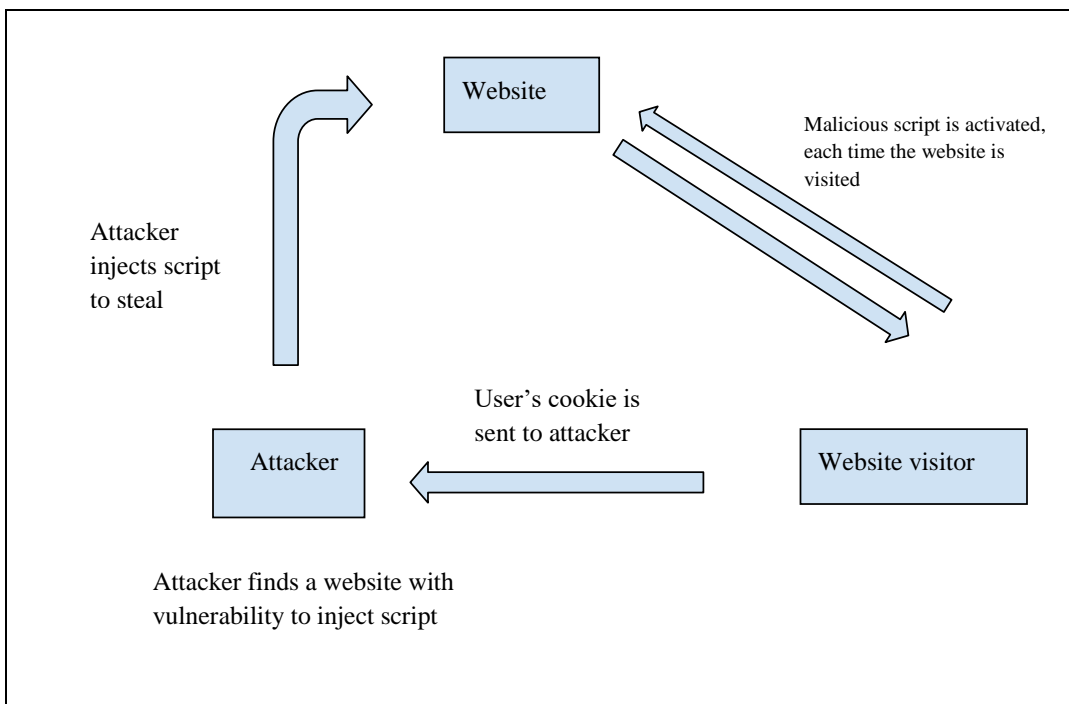 Website
Malicious script is activated,
each time the website is
visited
Attacker
injects script
to steal
User’s cookie is
sent to attacker
Attacker
Website visitor
Attacker finds a website with
vulnerability to inject script